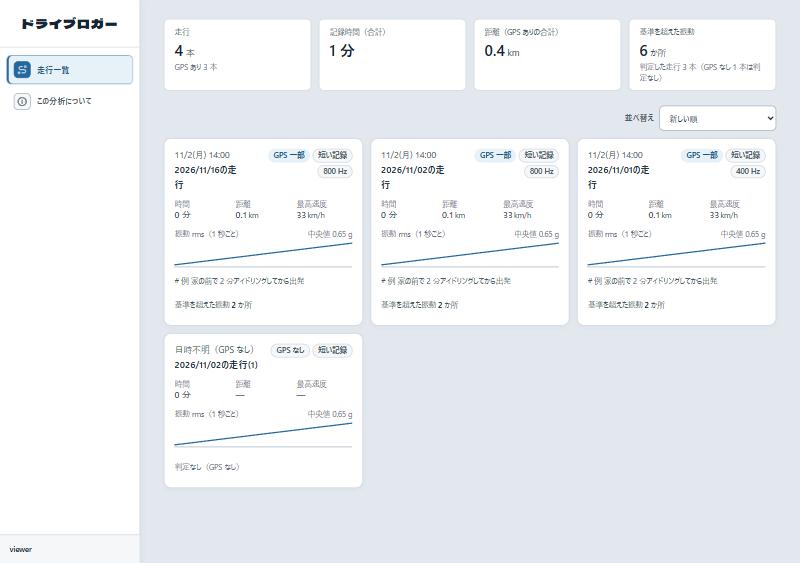 ドライブロガー
走行一覧
この分析について
viewer
走行
4 本
GPS あり 3 本
記録時間（合計）
1 分
距離（GPS ありの合計）
0.4 km
基準を超えた振動
6 か所
判定した走行 3 本（GPS なし 1 本は判
定なし）
並べ替え 新しい順
11/2(月) 14:00 GPS 一部 短い記録
2026/11/16の走
行
800 Hz
時間 距離 最高速度
0 分 0.1 km 33 km/h
振動 rms（1 秒ごと） 中央値 0.65 g
# 例 家の前で 2 分アイドリングしてから出発
基準を超えた振動 2 か所
11/2(月) 14:00 GPS 一部 短い記録
2026/11/02の走
行
800 Hz
時間 距離 最高速度
0 分 0.1 km 33 km/h
振動 rms（1 秒ごと） 中央値 0.65 g
# 例 家の前で 2 分アイドリングしてから出発
基準を超えた振動 2 か所
11/2(月) 14:00 GPS 一部 短い記録
2026/11/01の走
行
400 Hz
時間 距離 最高速度
0 分 0.1 km 33 km/h
振動 rms（1 秒ごと） 中央値 0.65 g
# 例 家の前で 2 分アイドリングしてから出発
基準を超えた振動 2 か所
日時不明（GPS なし） GPS なし 短い記録
2026/11/02の走行(1)
時間 距離 最高速度
0 分 — —
振動 rms（1 秒ごと） 中央値 0.65 g
判定なし（GPS なし）